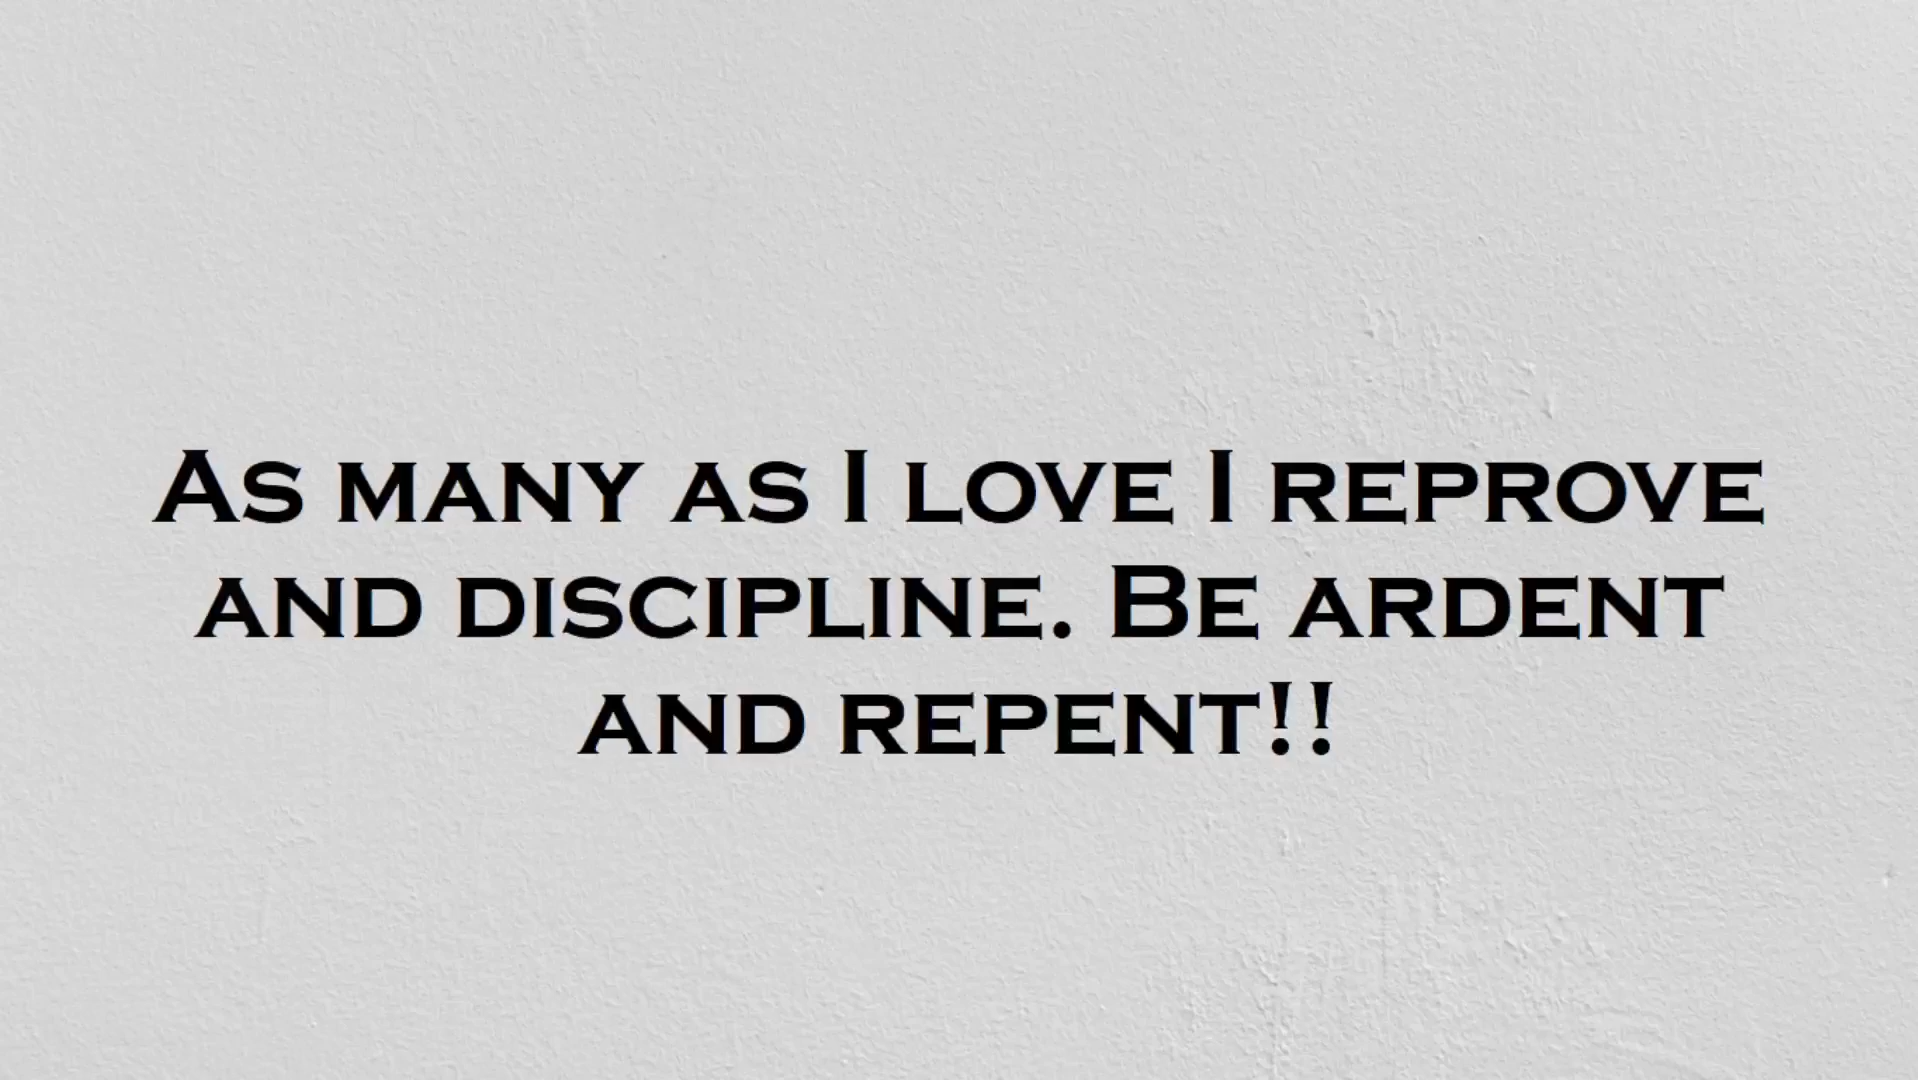 As many as I love I reprove
and discipline. Be ardent
and repent!!